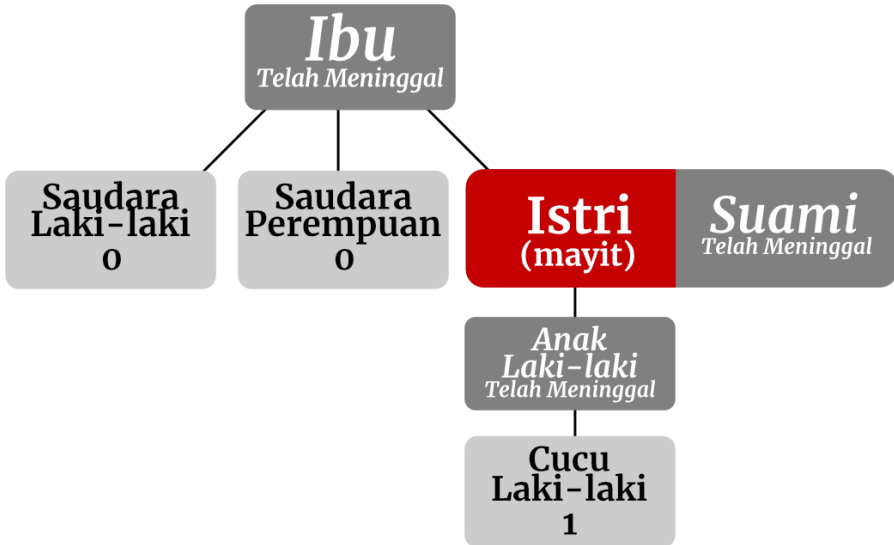 Ibu
Telah Meninggal
Saudara
Laki-laki
0
Saudara
Perempuan
0
Istri
(mayit)
Suami
Telah Meninggal
Anak
Laki-laki
Telah Meninggal
Cucu
Laki-laki
1